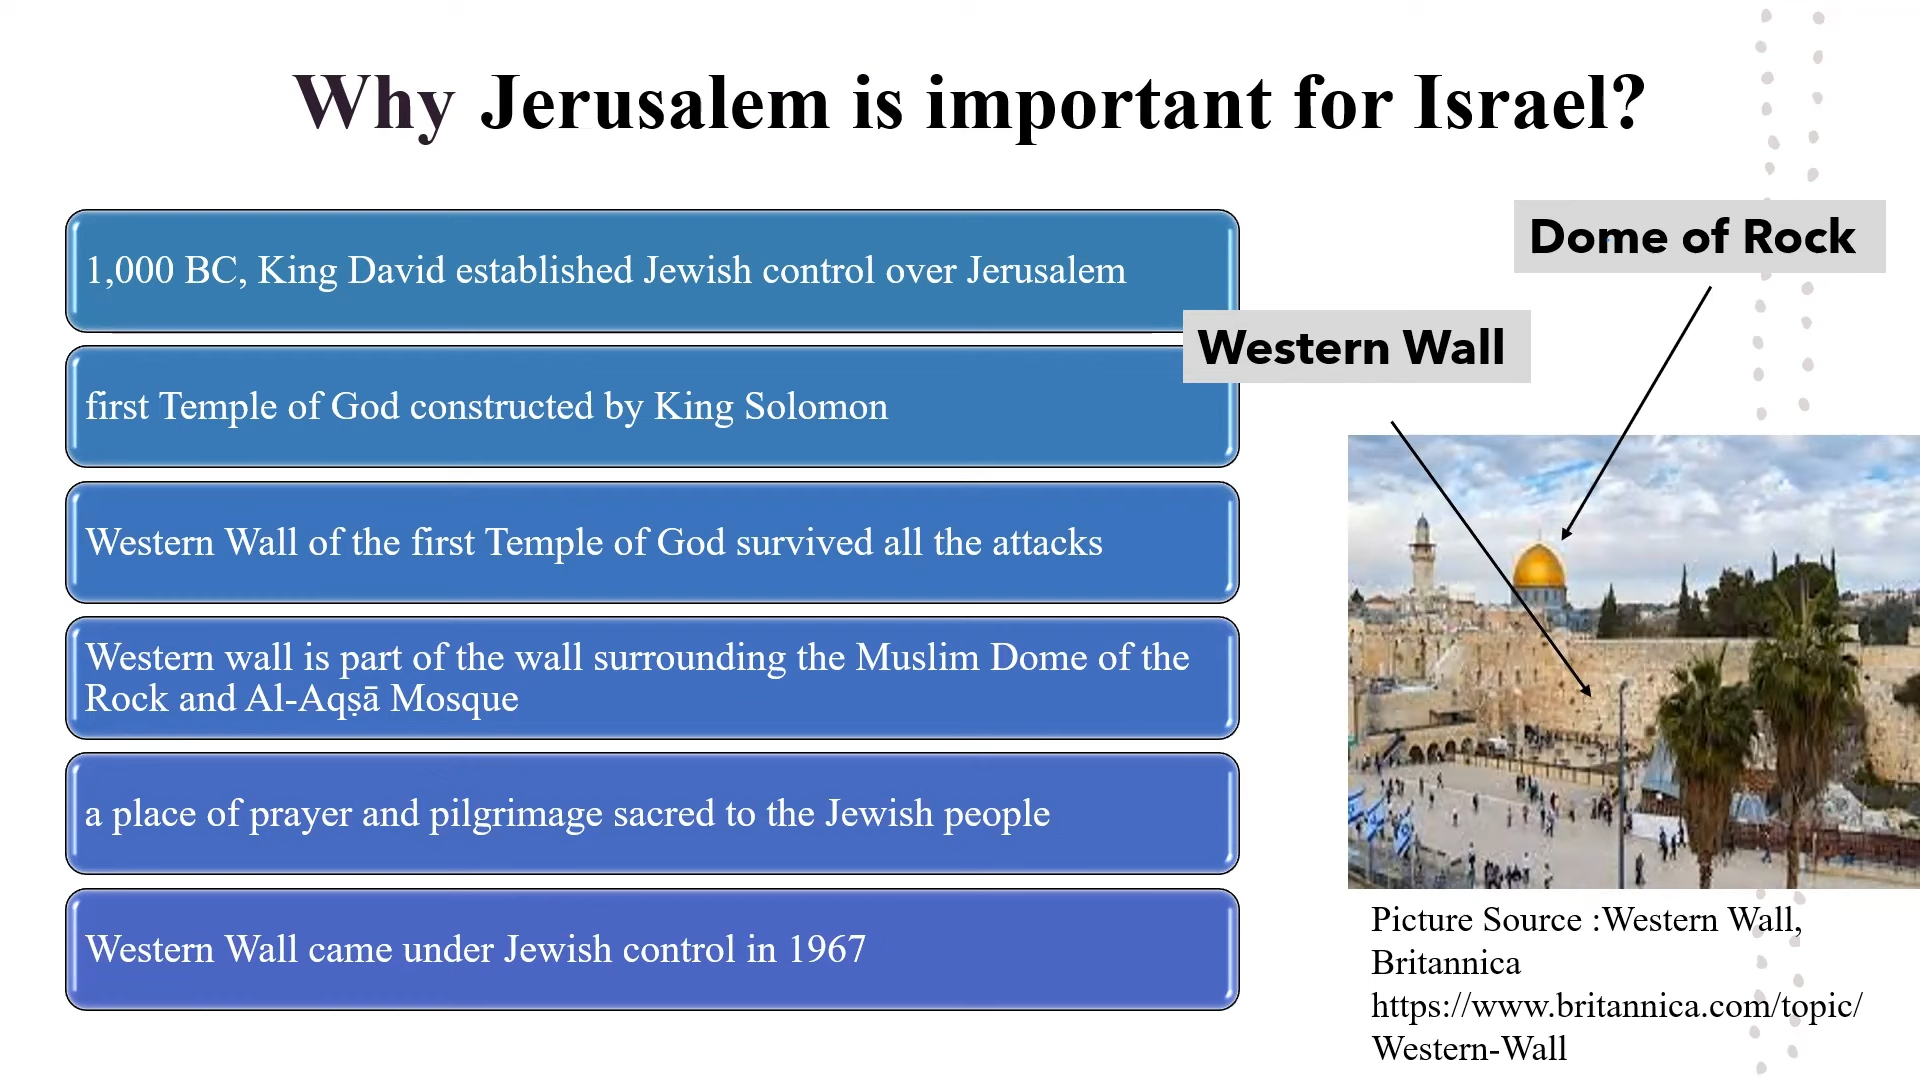 Why Jerusalem is important for Israel?
1,000 BC, King David established Jewish control over Jerusalem
first Temple of God constructed by King Solomon
Western Wall of the first Temple of God survived all the attacks
Western wall is part of the wall surrounding the Muslim Dome of the
Rock and Al-Aqṣā Mosque
a place of prayer and pilgrimage sacred to the Jewish people
Western Wall came under Jewish control in 1967
Dome of Rock
Western Wall
Picture Source :Western Wall,
Britannica
https://www.britannica.com/topic/
Western-Wall